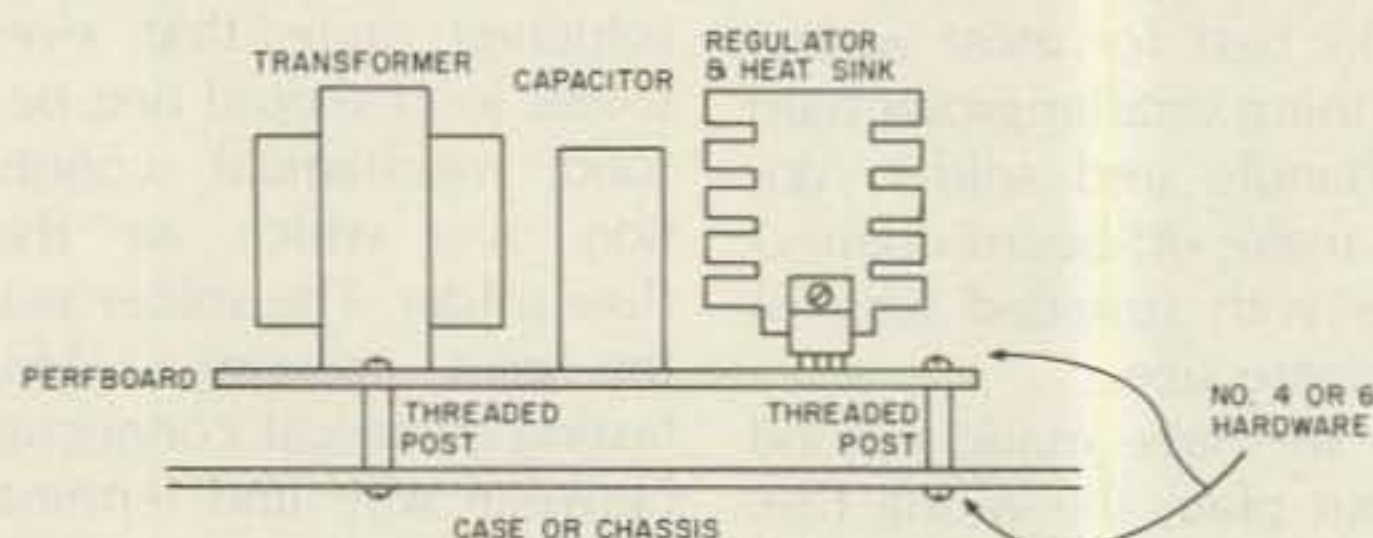 TRANSFORMER
CAPACITOR
REGULATOR
& HEAT SINK
PERFBOARD
THREADED
POST
THREADED
POST
NO. 4 OR 6
HARDWARE
CASE OR CHASSIS